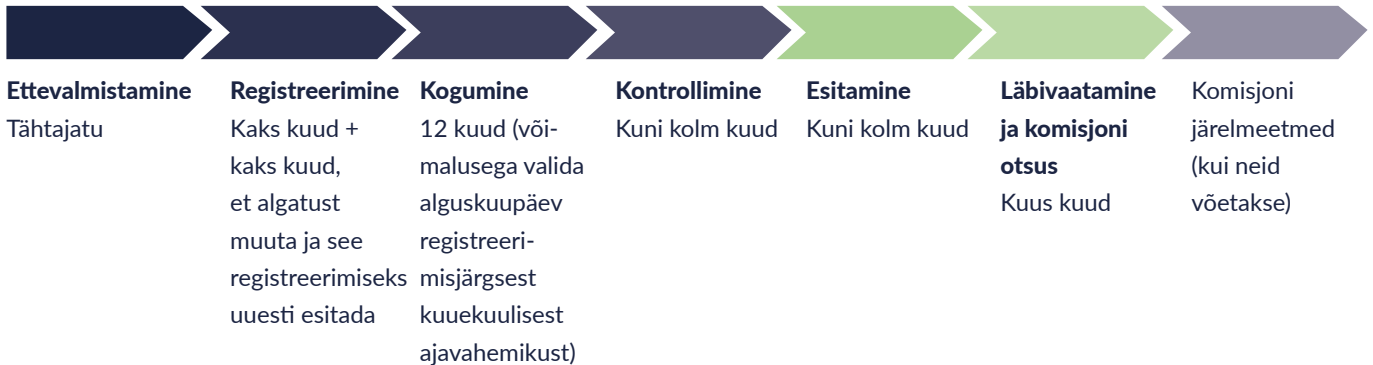 Ettevalmistamine
Tähtajatu
Registreerimine
Kaks kuud +
kaks kuud,
et algatust
muuta ja see
registreerimiseks
uuesti esitada
Kogumine
12 kuud (või-
malusega valida
alguskuupäev
registreeri-
misjärgsest
kuuekuulisest
ajavahemikust)
Kontrollimine
Kuni kolm kuud
Esitamine
Kuni kolm kuud
Läbivaatamine
ja komisjoni
otsus
Kuus kuud
Komisjoni
järelmeetmed
(kui neid
võetakse)